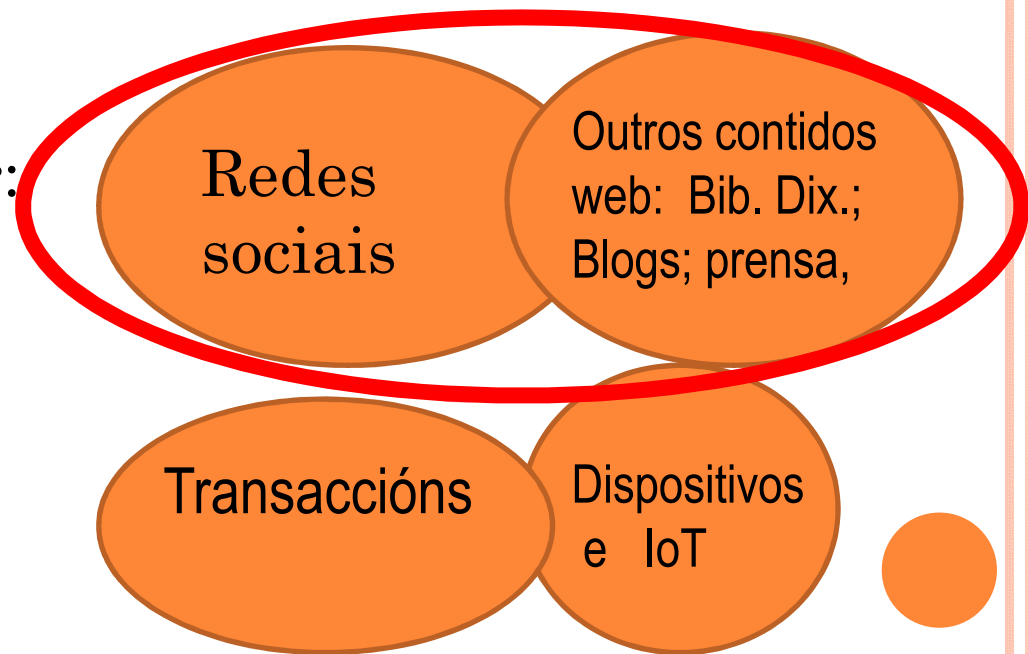 Redes
sociais
Outros contidos
web: Bib. Dix.;
Blogs; prensa,
Transaccións
Dispositivos
e IoT